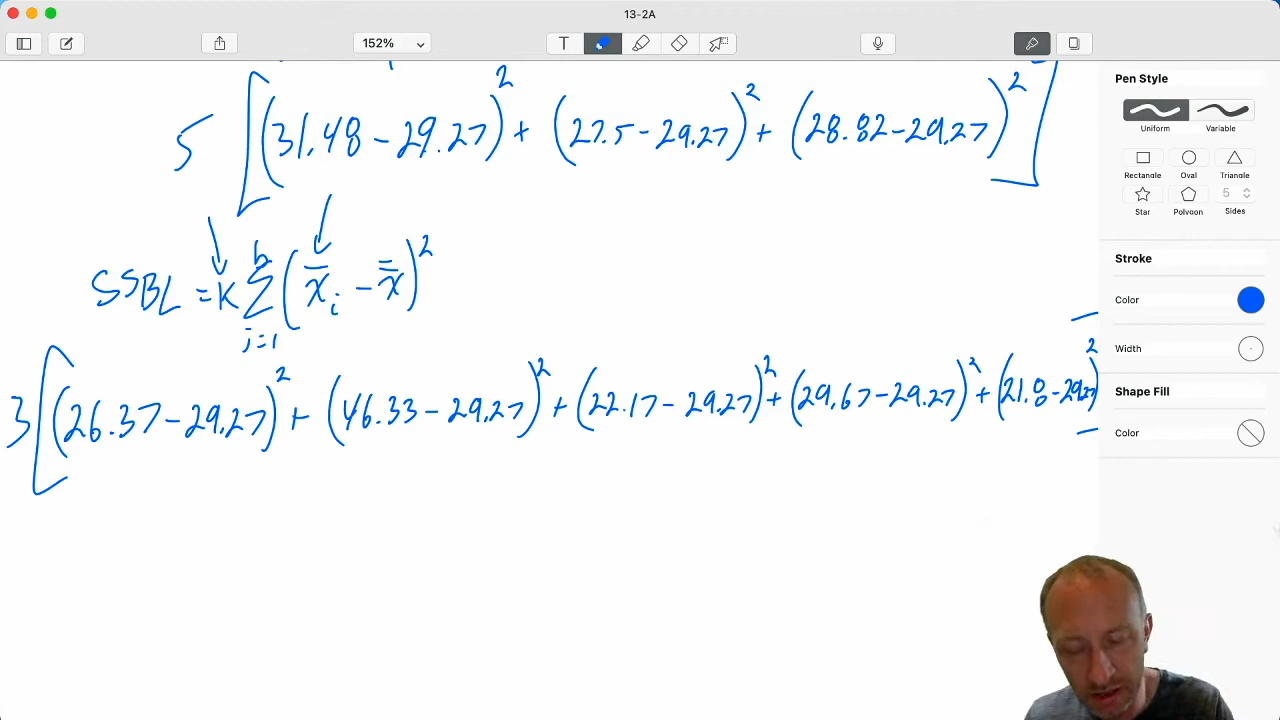 13-2A
152%
T
Pen Style
Uniform Variable
Rectangle Oval Triangle
Star Polygon 5 Sides
Stroke
Color
Width
Shape Fill
Color
5 [(31.48 - 29.27)² + (27.5 - 29.27)² + (28.82 - 29.27)²]
SSBL = K b Σ i=1 (x̄ᵢ - x̿)²
3 [(26.37 - 29.27)² + (46.33 - 29.27)² + (22.17 - 29.27)² + (29.67 - 29.27)² + (21.8 - 29.27)²